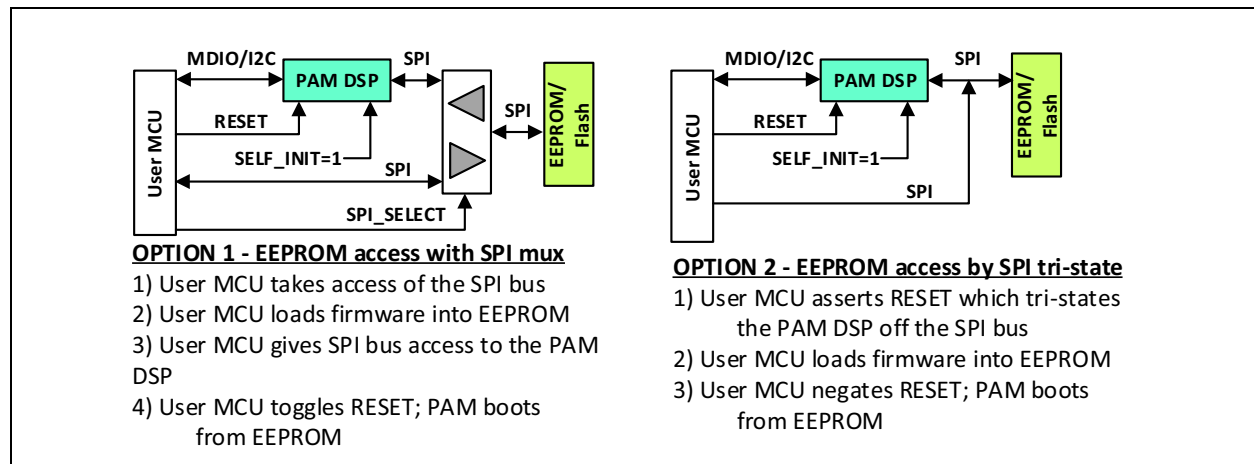 MDIO/I2C
SPI
PAM DSP
User MCU
RESET
SELF_INIT=1
SPI
SPI_SELECT
SPI
EEPROM/
Flash
OPTION 1 - EEPROM access with SPI mux
1) User MCU takes access of the SPI bus
2) User MCU loads firmware into EEPROM
3) User MCU gives SPI bus access to the PAM
DSP
4) User MCU toggles RESET; PAM boots
from EEPROM
MDIO/I2C
SPI
PAM DSP
User MCU
RESET
SELF_INIT=1
SPI
EEPROM/
Flash
OPTION 2 - EEPROM access by SPI tri-state
1) User MCU asserts RESET which tri-states
the PAM DSP off the SPI bus
2) User MCU loads firmware into EEPROM
3) User MCU negates RESET; PAM boots
from EEPROM